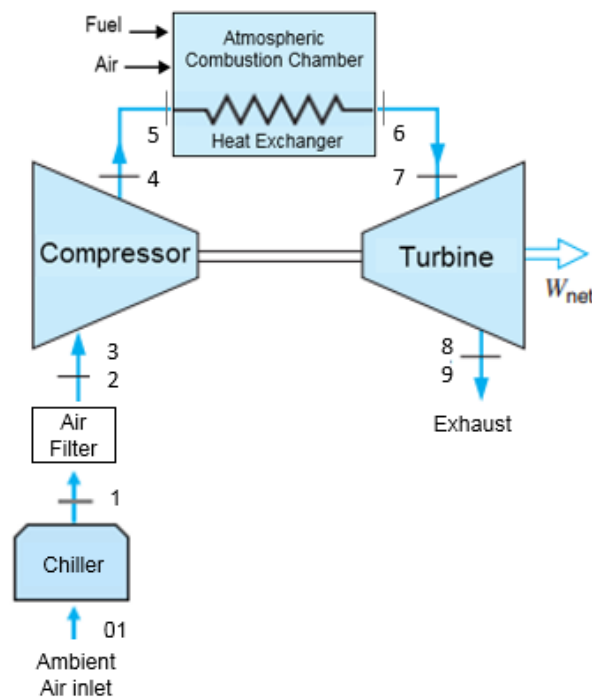 Fuel
Air
Atmospheric
Combustion Chamber
Heat Exchanger
5
6
4
7
Compressor
Turbine
Wnet
3
2
8
9
Exhaust
Air
Filter
1
Chiller
01
Ambient
Air inlet